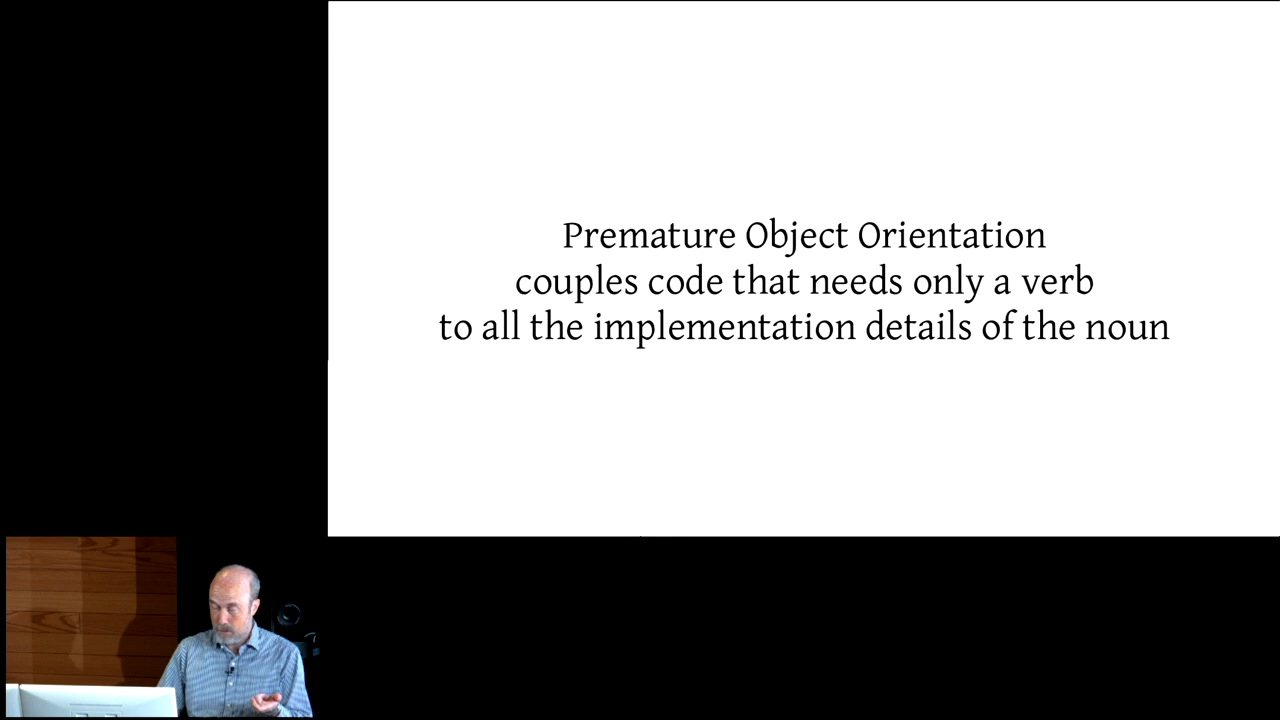 Premature Object Orientation
couples code that needs only a verb
to all the implementation details of the noun